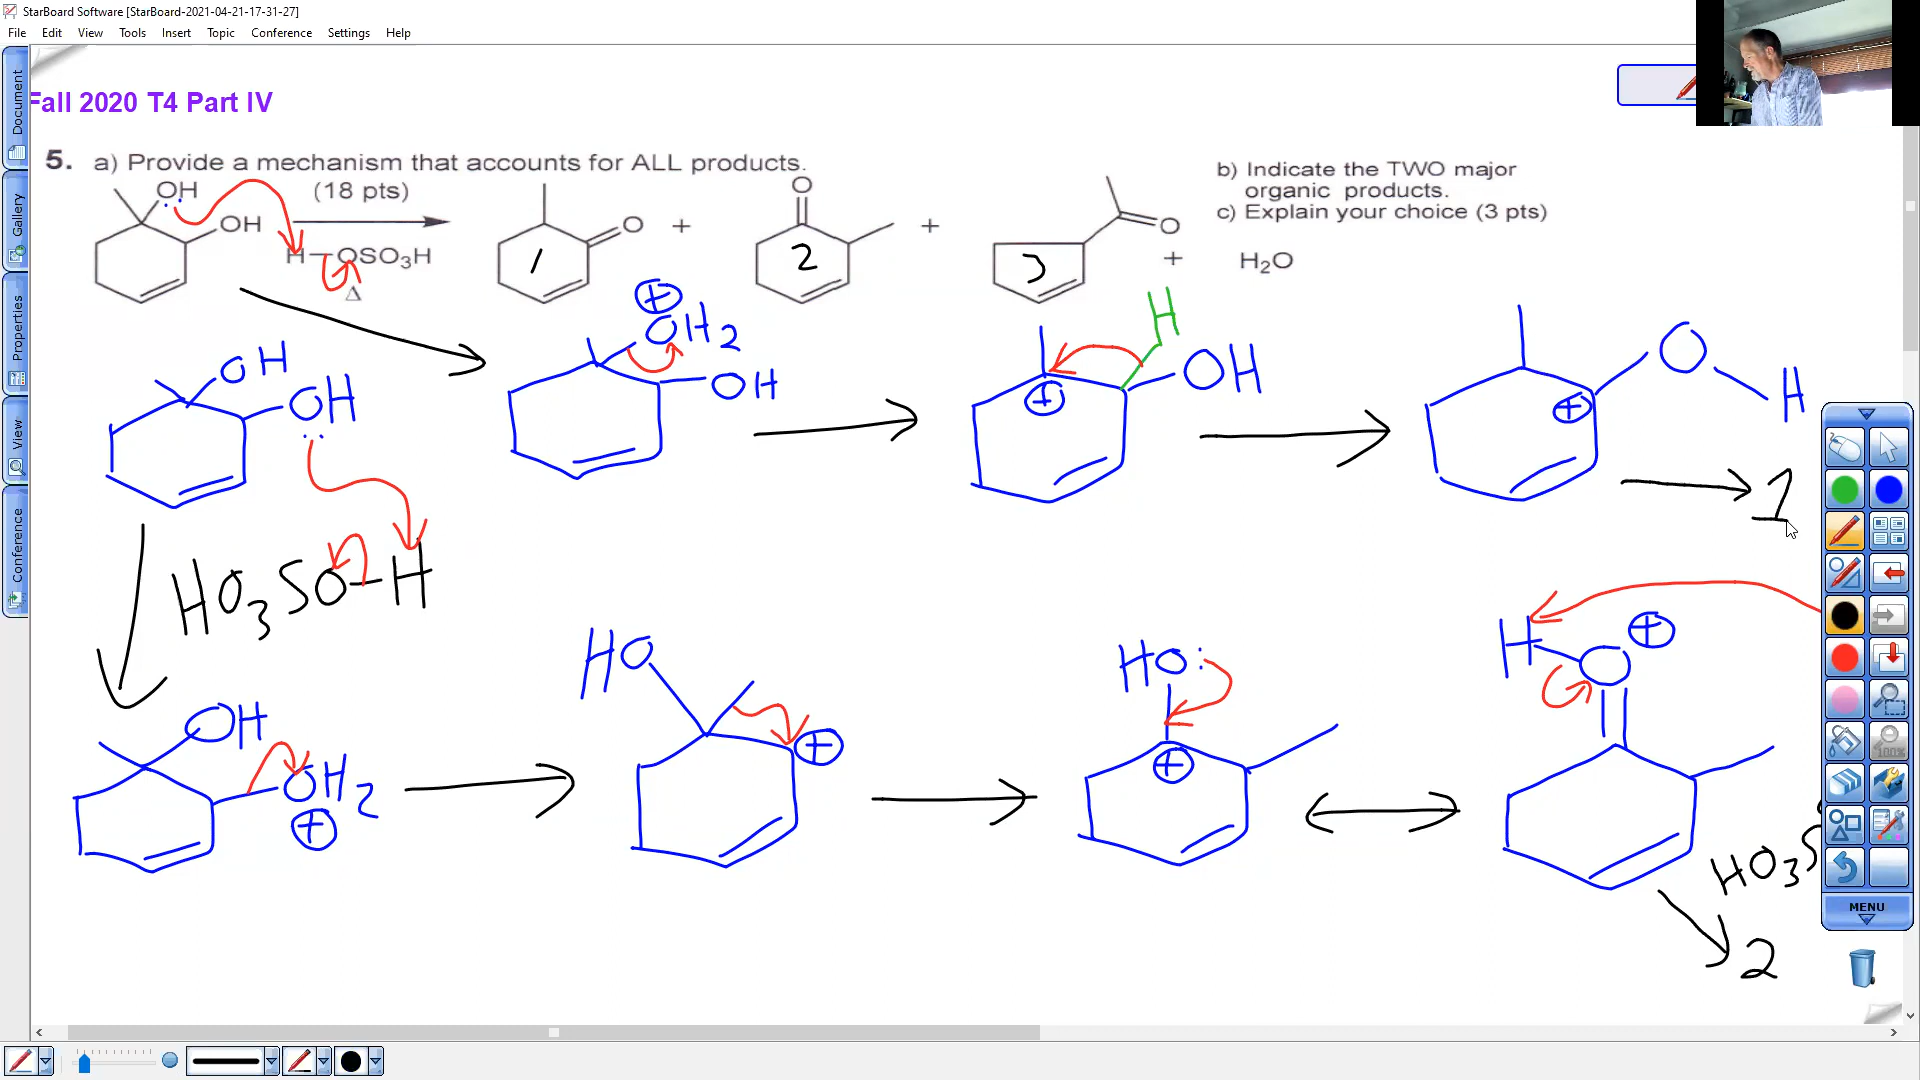 StarBoard Software [StarBoard-2021-04-21-17-31-27]
File Edit View Tools Insert Topic Conference Settings Help
Document
Gallery
Properties
View
Conference
Fall 2020 T4 Part IV
5. a) Provide a mechanism that accounts for ALL products.
(18 pts)
b) Indicate the TWO major
organic products.
c) Explain your choice (3 pts)
OH
OH
H-OSO3H
Δ
O
1
+
O
2
+
O
3
+
H2O
OH
OH
⊕
OH2
OH
⊕
H
OH
⊕
O
H
1
HO3SO-H
OH
OH2
⊕
HO
⊕
HO:
⊕
H
O
⊕
HO3S
2
MENU
100%